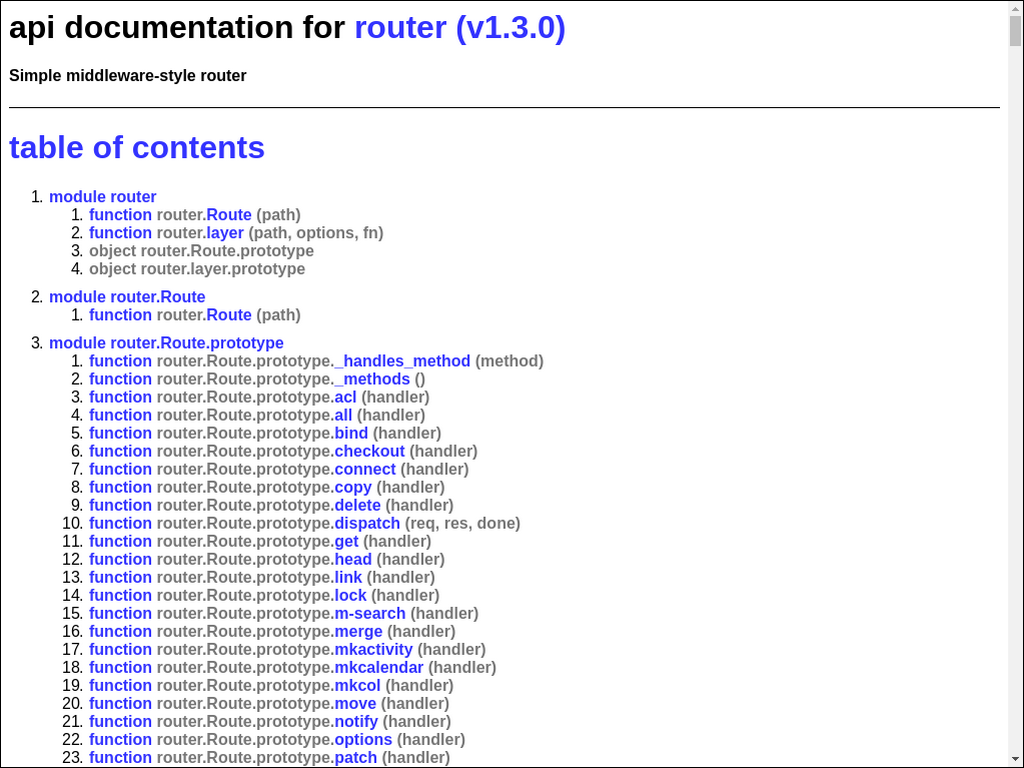 api documentation for router (v1.3.0)
Simple middleware-style router
table of contents
1. module router
1. function router.Route (path)
2. function router.layer (path, options, fn)
3. object router.Route.prototype
4. object router.layer.prototype
2. module router.Route
1. function router.Route (path)
3. module router.Route.prototype
1. function router.Route.prototype._handles_method (method)
2. function router.Route.prototype._methods ()
3. function router.Route.prototype.acl (handler)
4. function router.Route.prototype.all (handler)
5. function router.Route.prototype.bind (handler)
6. function router.Route.prototype.checkout (handler)
7. function router.Route.prototype.connect (handler)
8. function router.Route.prototype.copy (handler)
9. function router.Route.prototype.delete (handler)
10. function router.Route.prototype.dispatch (req, res, done)
11. function router.Route.prototype.get (handler)
12. function router.Route.prototype.head (handler)
13. function router.Route.prototype.link (handler)
14. function router.Route.prototype.lock (handler)
15. function router.Route.prototype.m-search (handler)
16. function router.Route.prototype.merge (handler)
17. function router.Route.prototype.mkactivity (handler)
18. function router.Route.prototype.mkcalendar (handler)
19. function router.Route.prototype.mkcol (handler)
20. function router.Route.prototype.move (handler)
21. function router.Route.prototype.notify (handler)
22. function router.Route.prototype.options (handler)
23. function router.Route.prototype.patch (handler)